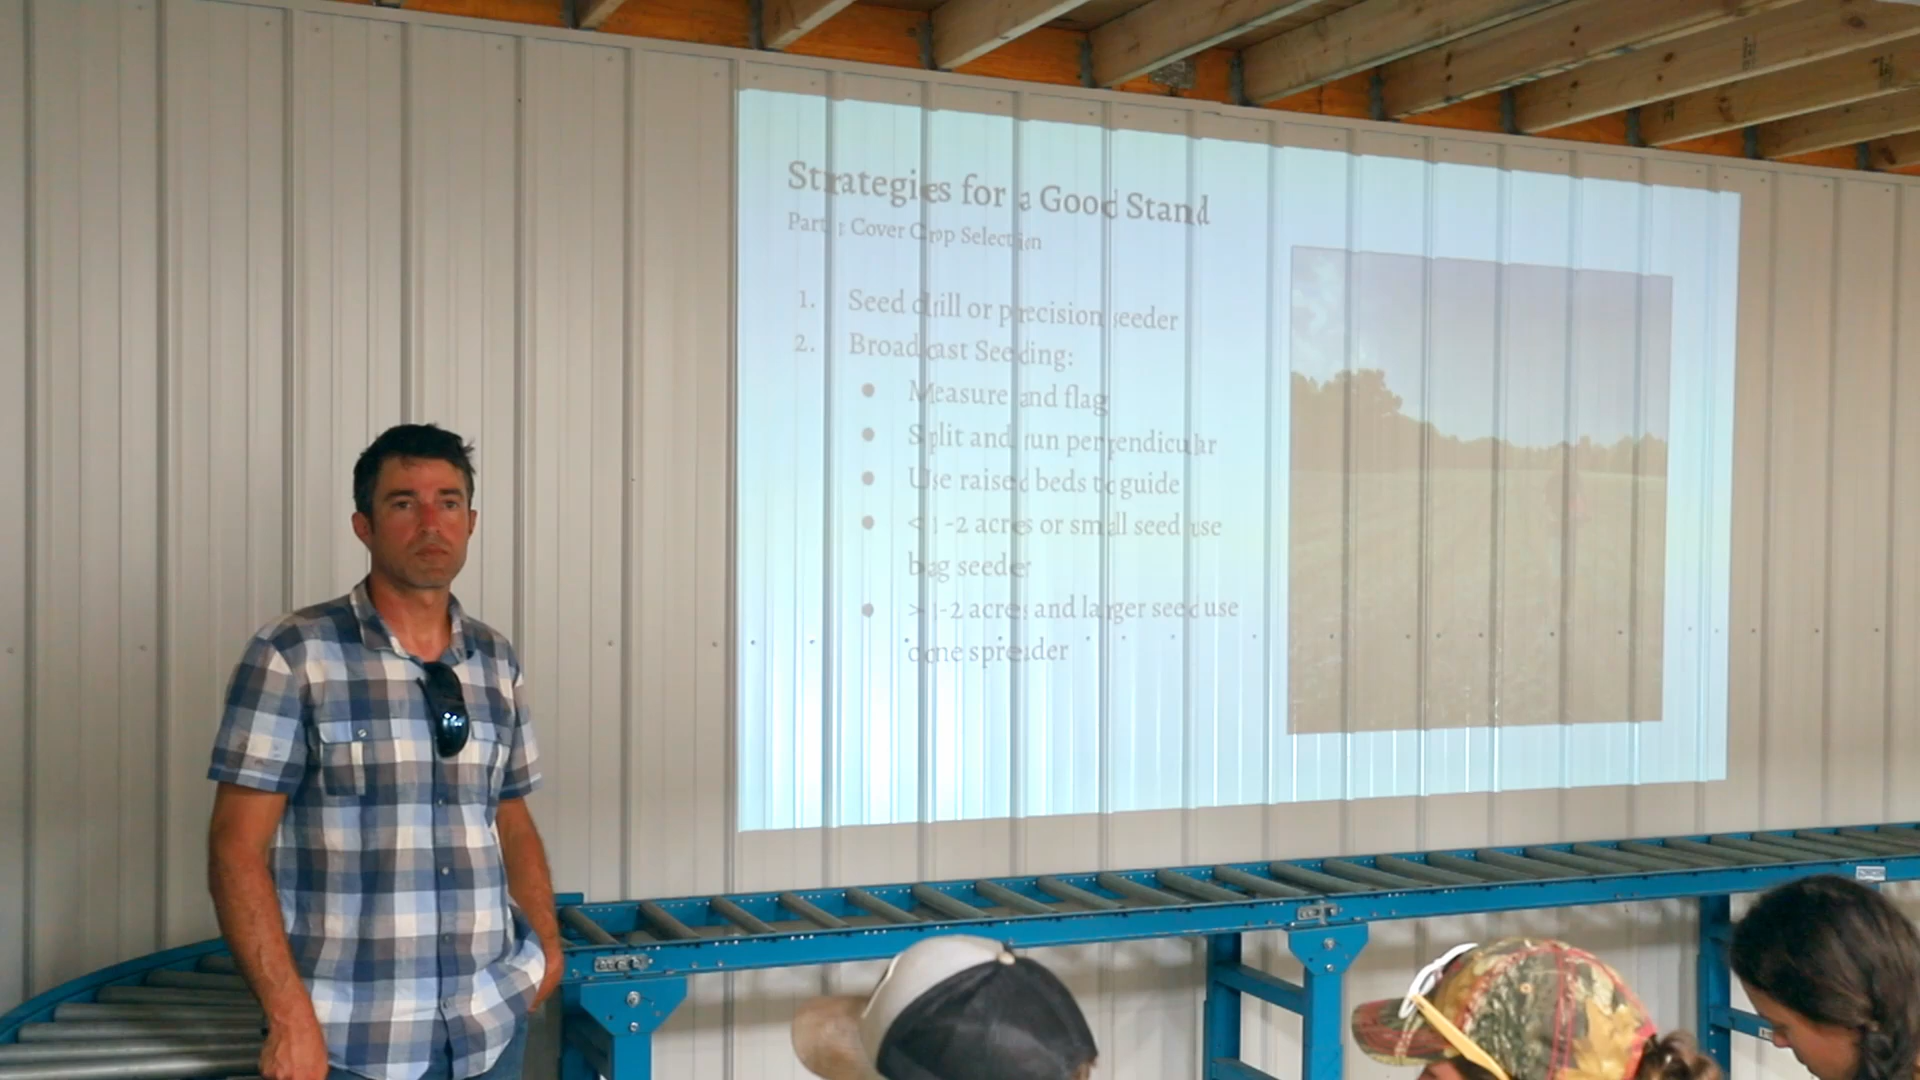 Strategies for a Good Stand
Part 1: Cover Crop Selection
1. Seed drill or precision seeder
2. Broadcast Seeding:
● Measure and flag
● Split and run perpendicular
● Use raised beds to guide
● < 1-2 acres or small seed use
bag seeder
● > 1-2 acres and larger seed use
cone spreader